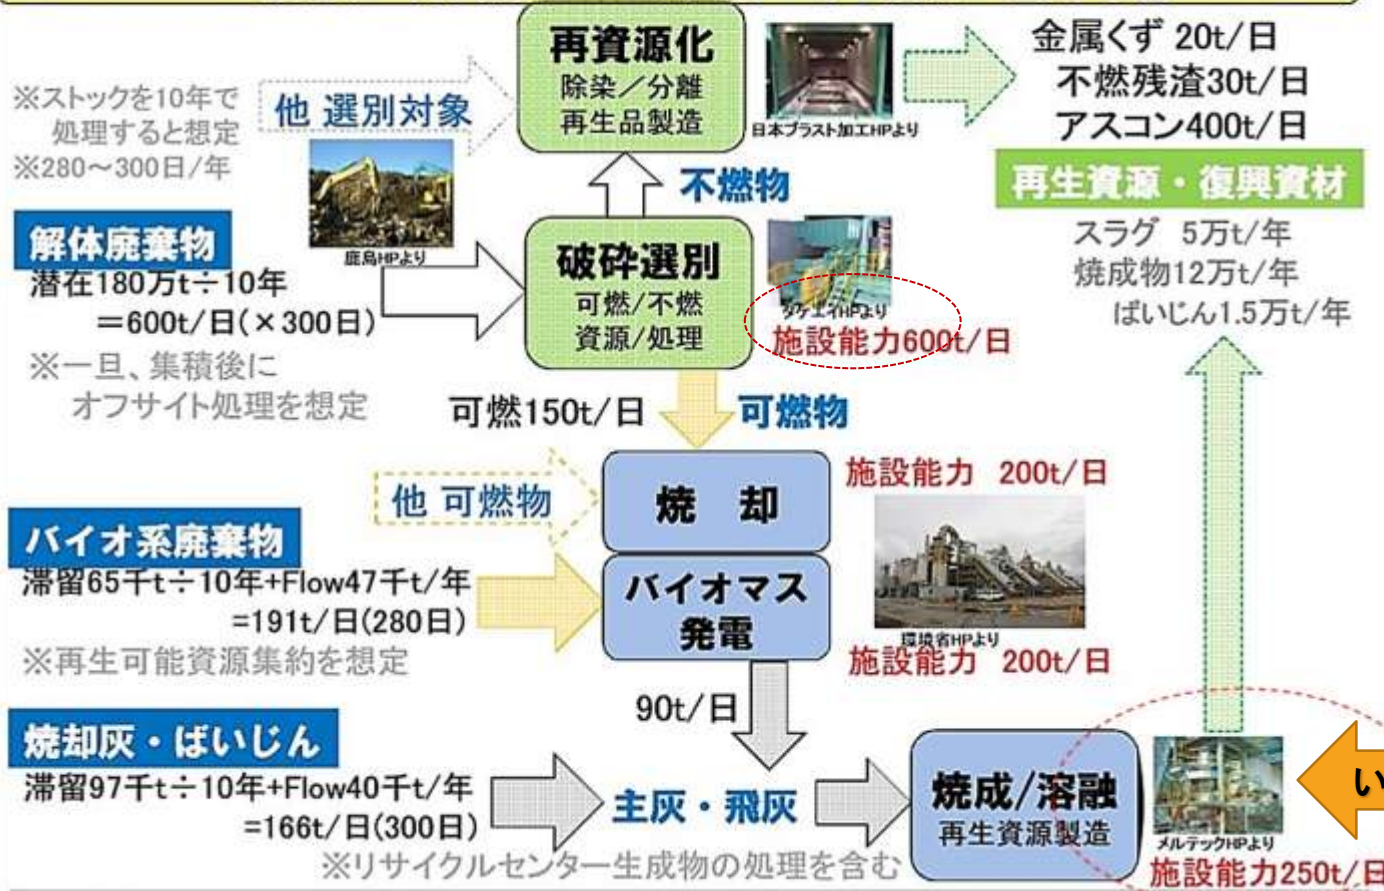 再資源化
除染/分離
再生品製造
日本プラスト加工HPより
金属くず 20t/日
不燃残渣30t/日
アスコン400t/日
※ストックを10年で
処理すると想定
※280~300日/年
他 選別対象
鹿島HPより
不燃物
再生資源・復興資材
スラグ 5万t/年
焼成物12万t/年
ばいじん1.5万t/年
解体廃棄物
潜在180万t÷10年
=600t/日(×300日)
※一旦、集積後に
オフサイト処理を想定
破砕選別
可燃/不燃
資源/処理
タケエイHPより
施設能力600t/日
可燃150t/日
可燃物
他 可燃物
焼 却
施設能力 200t/日
バイオ系廃棄物
滞留65千t÷10年+Flow47千t/年
=191t/日(280日)
※再生可能資源集約を想定
バイオマス
発電
環境省HPより
施設能力 200t/日
90t/日
焼却灰・ばいじん
滞留97千t÷10年+Flow40千t/年
=166t/日(300日)
※リサイクルセンター生成物の処理を含む
主灰・飛灰
焼成/溶融
再生資源製造
メルテックHPより
施設能力250t/日
い